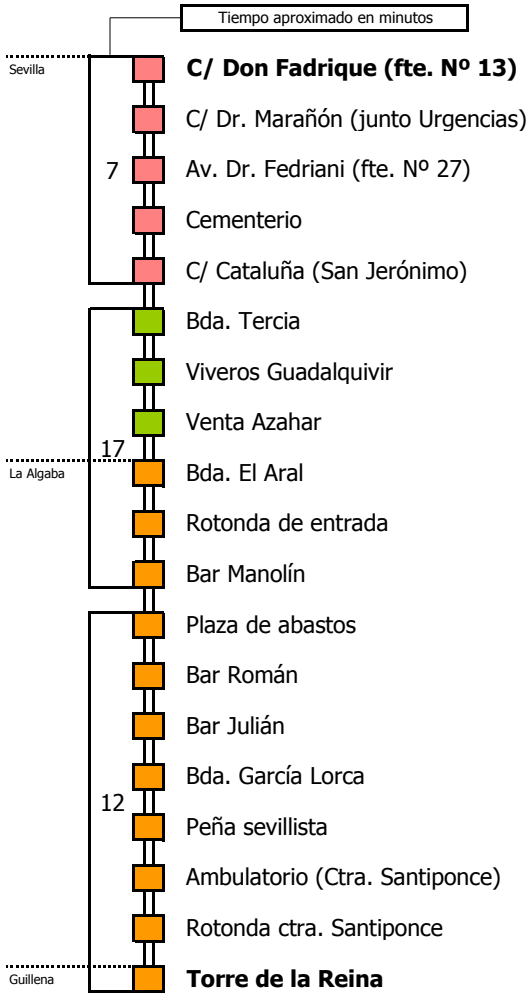 Tiempo aproximado en minutos
Sevilla
C/ Don Fadrique (fte. Nº 13)
C/ Dr. Marañón (junto Urgencias)
7
Av. Dr. Fedriani (fte. Nº 27)
Cementerio
C/ Cataluña (San Jerónimo)
Bda. Tercia
Viveros Guadalquivir
Venta Azahar
17
La Algaba
Bda. El Aral
Rotonda de entrada
Bar Manolín
Plaza de abastos
Bar Román
Bar Julián
Bda. García Lorca
12
Peña sevillista
Ambulatorio (Ctra. Santiponce)
Rotonda ctra. Santiponce
Guillena
Torre de la Reina